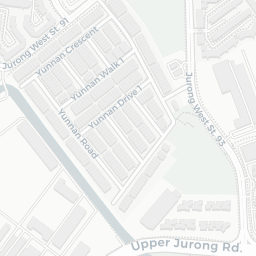 Jurong West St. 91
Yunnan Crescent
Yunnan Walk 1
Yunnan Drive 1
Yunnan Road
Jurong West St. 93
Upper Jurong Rd.